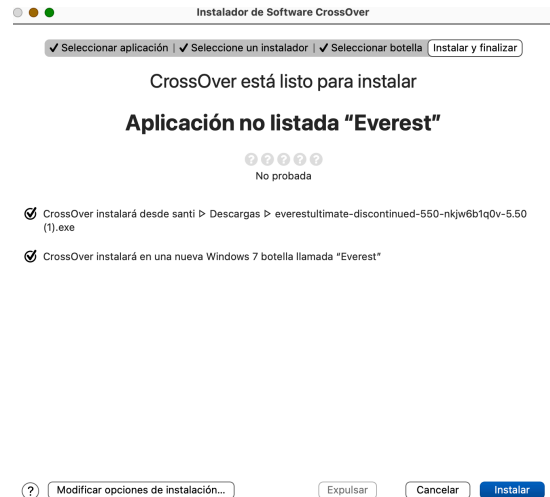 Instalador de Software CrossOver
✓ Seleccionar aplicación | ✓ Seleccione un instalador | ✓ Seleccionar botella Instalar y finalizar
CrossOver está listo para instalar
Aplicación no listada “Everest”
? ? ? ? ?
No probada
CrossOver instalará desde santi ▷ Descargas ▷ everestultimate-discontinued-550-nkjw6b1q0v-5.50
(1).exe
CrossOver instalará en una nueva Windows 7 botella llamada “Everest”
? Modificar opciones de instalación... Expulsar Cancelar Instalar